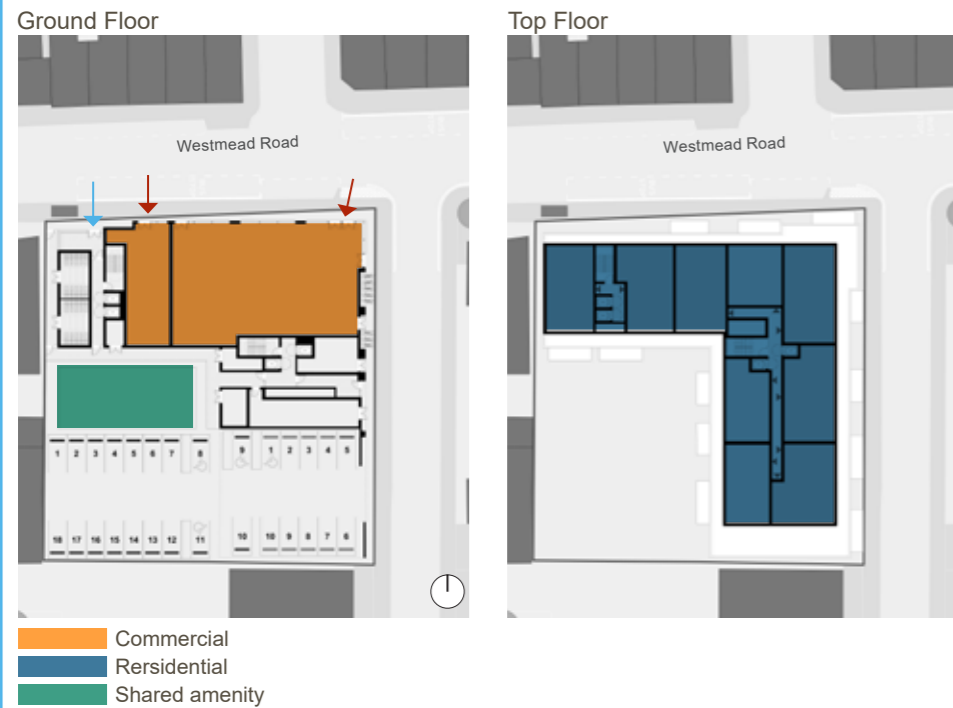 Ground Floor
Top Floor
Westmead Road
Westmead Road
1 2 3 4 5 6 7 8 9 1 2 3 4 5
18 17 16 15 14 13 12 11 10 10 9 8 7 6
Commercial
Rersidential
Shared amenity